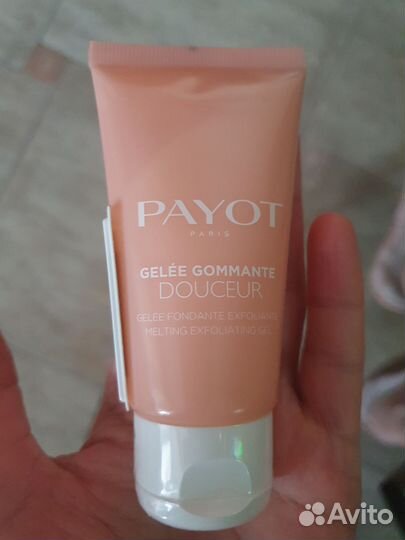 PAYOT
PARIS
GELÉE GOMMANTE
DOUCEUR
GELÉE FONDANTE EXFOLIANTE
MELTING EXFOLIATING GEL
Avito